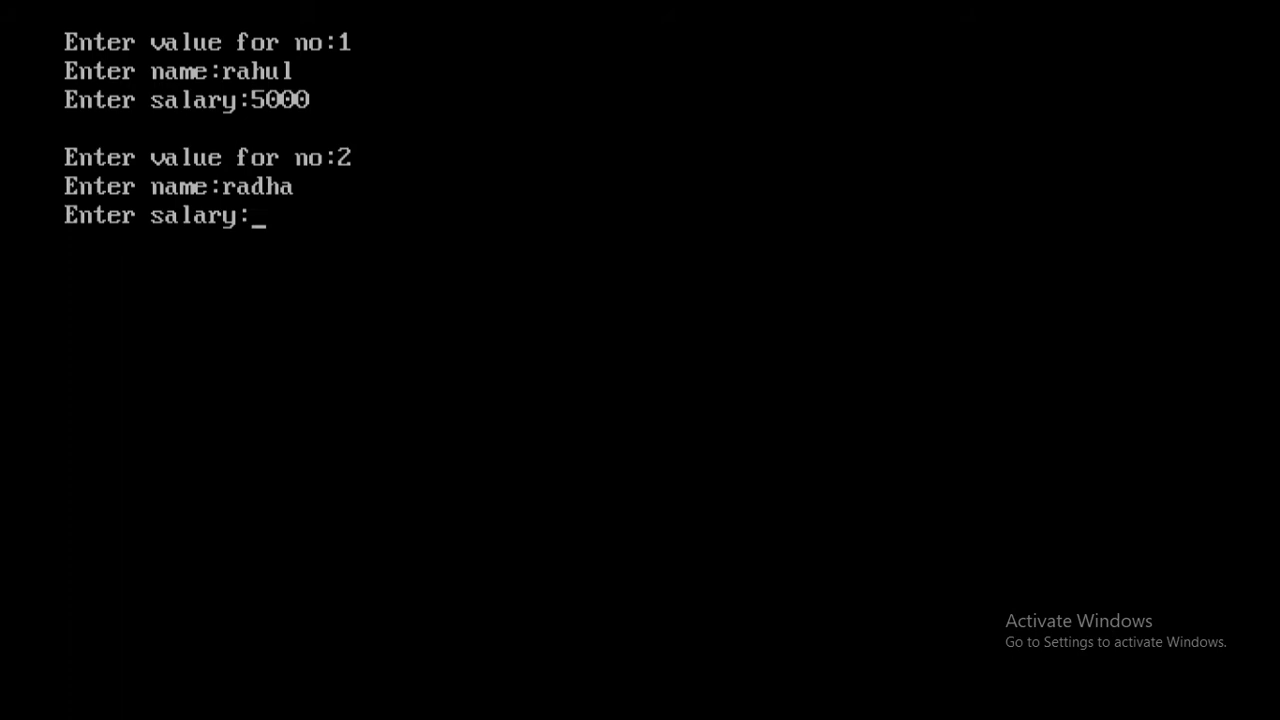 Enter value for no:1
Enter name:rahul
Enter salary:5000
Enter value for no:2
Enter name:radha
Enter salary:_
Activate Windows
Go to Settings to activate Windows.